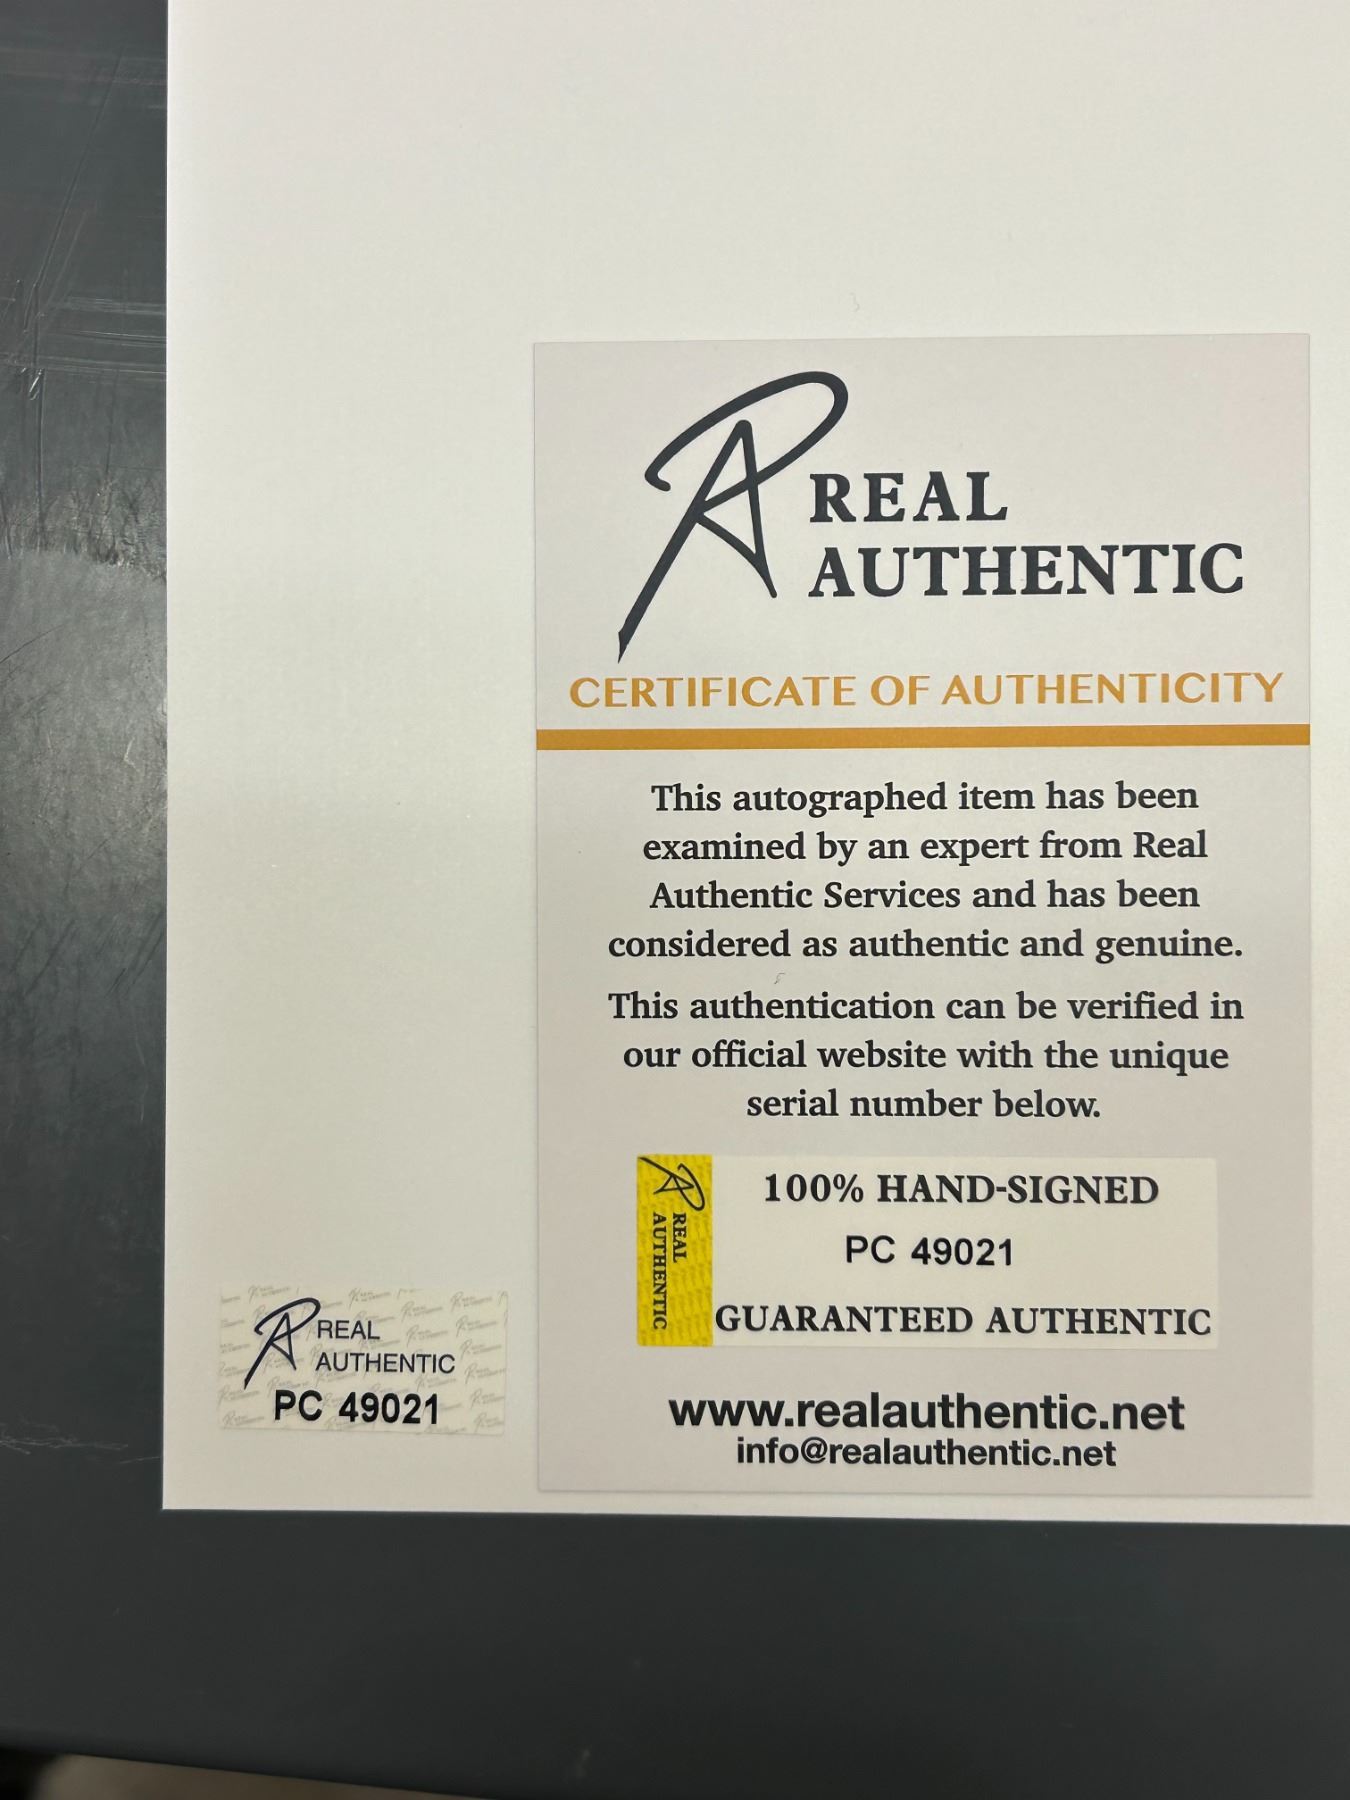 REAL
AUTHENTIC
CERTIFICATE OF AUTHENTICITY
This autographed item has been
examined by an expert from Real
Authentic Services and has been
considered as authentic and genuine.
This authentication can be verified in
our official website with the unique
serial number below.
REAL
AUTHENTIC
100% HAND-SIGNED
PC 49021
GUARANTEED AUTHENTIC
www.realauthentic.net
info@realauthentic.net
REAL
AUTHENTIC
PC 49021